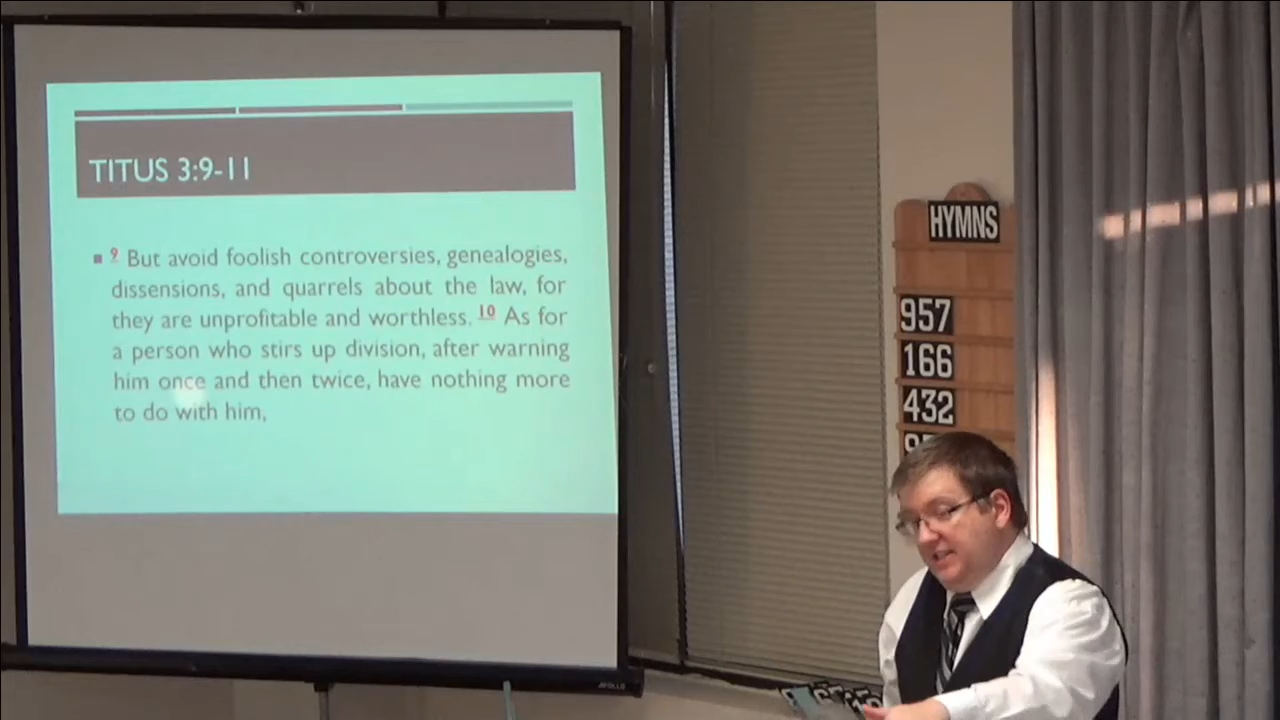 TITUS 3:9-11
▪ 9 But avoid foolish controversies, genealogies,
dissensions, and quarrels about the law, for
they are unprofitable and worthless. 10 As for
a person who stirs up division, after warning
him once and then twice, have nothing more
to do with him,
APOLLO
HYMNS
957
166
432